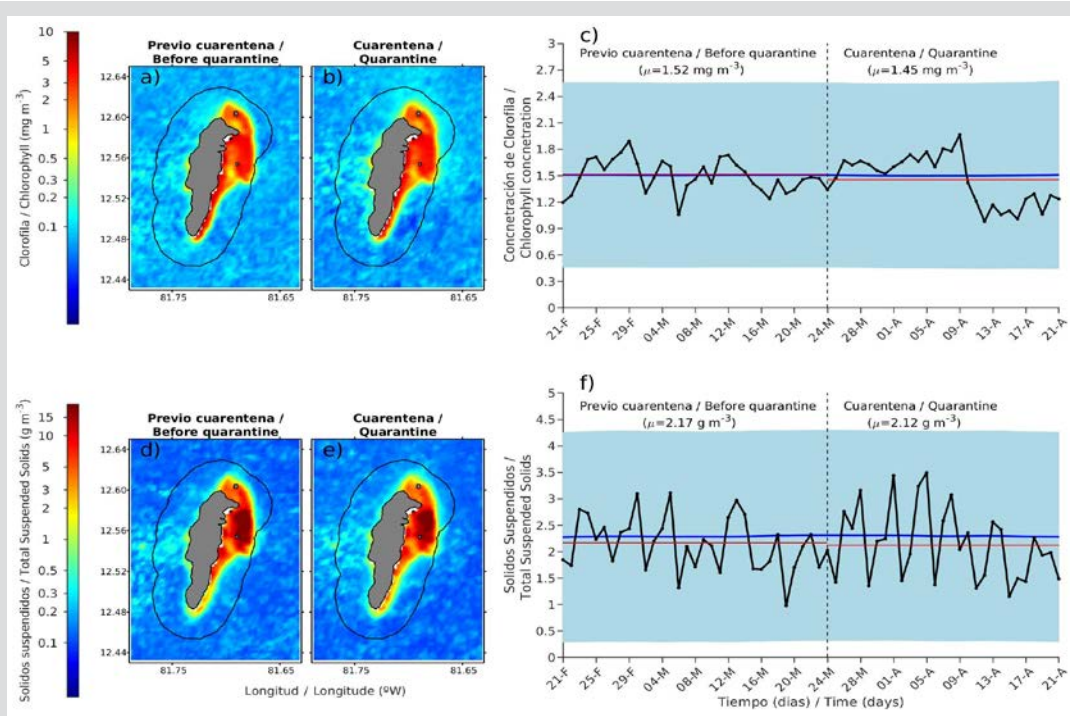 Clorofila / Chlorophyll (mg m⁻³)
10
5
3
2
1
0.5
0.3
0.2
0.1
Previo cuarentena /
Before quarantine
a)
12.64
12.60
12.56
12.52
12.48
12.44
81.75
81.65
Cuarentena /
Quarantine
b)
81.75
81.65
c)
Previo cuarentena / Before quarantine
(μ=1.52 mg m⁻³)
Cuarentena / Quarantine
(μ=1.45 mg m⁻³)
Concnetración de Clorofila /
Chlorophyll concnetration
3
2.7
2.4
2.1
1.8
1.5
1.2
0.9
0.6
0.3
0
21-F
25-F
29-F
04-M
08-M
12-M
16-M
20-M
24-M
28-M
01-A
05-A
09-A
13-A
17-A
21-A
Solidos suspendidos / Total Suspended Solids (g m⁻³)
15
10
5
3
2
1
0.5
0.3
0.2
0.1
Previo cuarentena /
Before quarantine
d)
12.64
12.60
12.56
12.52
12.48
12.44
81.75
81.65
Cuarentena /
Quarantine
e)
81.75
81.65
Longitud / Longitude (ºW)
f)
Previo cuarentena / Before quarantine
(μ=2.17 g m⁻³)
Cuarentena / Quarantine
(μ=2.12 g m⁻³)
Solidos Suspendidos /
Total Suspended Solids
5
4.5
4
3.5
3
2.5
2
1.5
1
0.5
0
21-F
25-F
29-F
04-M
08-M
12-M
16-M
20-M
24-M
28-M
01-A
05-A
09-A
13-A
17-A
21-A
Tiempo (dias) / Time (days)